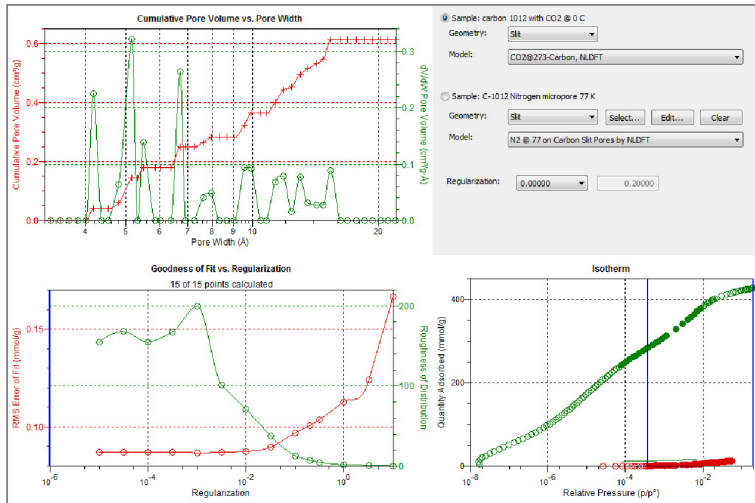 Cumulative Pore Volume vs. Pore Width
Cumulative Pore Volume (cm³/g)
0.6
0.4
0.2
0.0
0.3
0.2
0.1
0.0
dV/dW Pore Volume (cm³/g·Å)
4 5 6 7 8 9 10 20
Pore Width (Å)
Sample: carbon 1012 with CO2 @ 0 C
Geometry: Slit
Model:
CO2@273-Carbon, NLDFT
Sample: C-1012 Nitrogen micropore 77 K
Geometry: Slit Select... Edit... Clear
Model:
N2 @ 77 on Carbon Slit Pores by NLDFT
Regularization: 0.00000 0.20000
Goodness of Fit vs. Regularization
15 of 15 points calculated
RMS Error of Fit (mmol/g)
0.15
0.10
200
100
0
Roughness of Distribution
10⁻⁶ 10⁻⁴ 10⁻² 10⁰
Regularization
Isotherm
Quantity Adsorbed (mmol/g)
400
200
0
10⁻⁸ 10⁻⁶ 10⁻⁴ 10⁻²
Relative Pressure (p/p°)